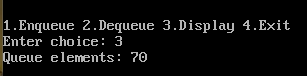 1.Enqueue 2.Dequeue 3.Display 4.Exit
Enter choice: 3
Queue elements: 70